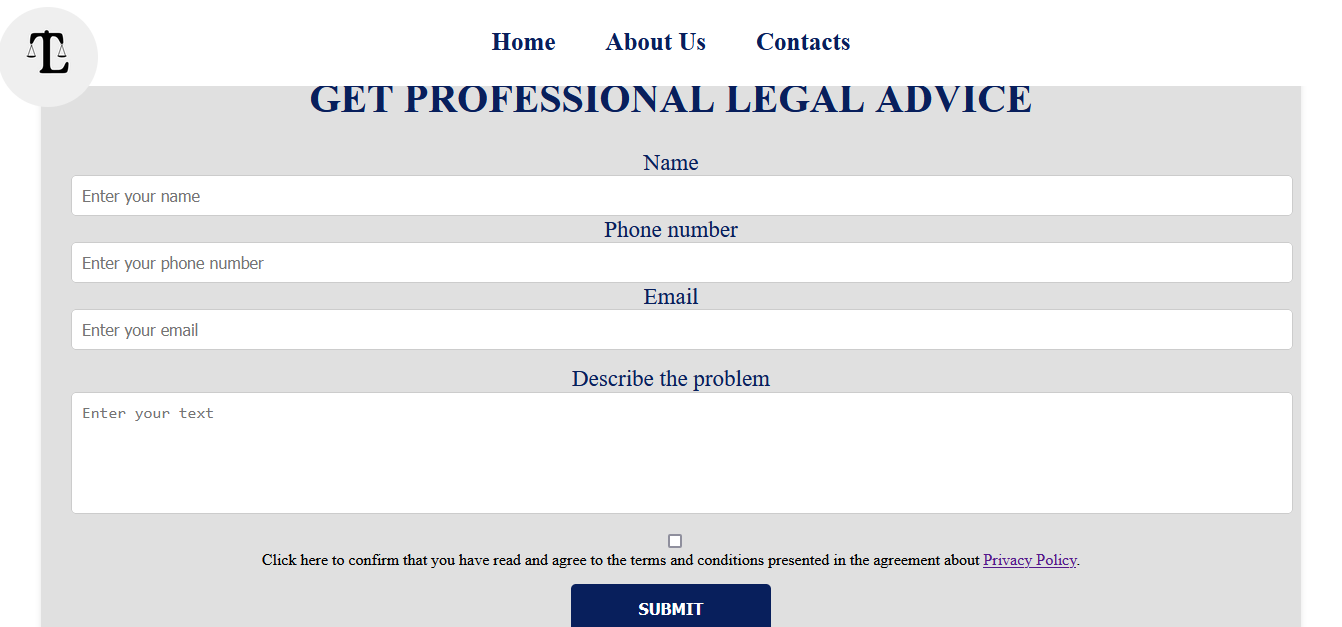 TL
Home About Us Contacts
GET PROFESSIONAL LEGAL ADVICE
Name
Enter your name
Phone number
Enter your phone number
Email
Enter your email
Describe the problem
Enter your text
Click here to confirm that you have read and agree to the terms and conditions presented in the agreement about Privacy Policy.
SUBMIT